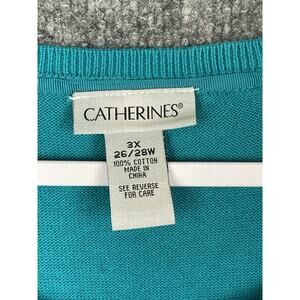 CATHERINES®
3X
26/28W
100% COTTON
MADE IN
CHINA
SEE REVERSE
FOR CARE